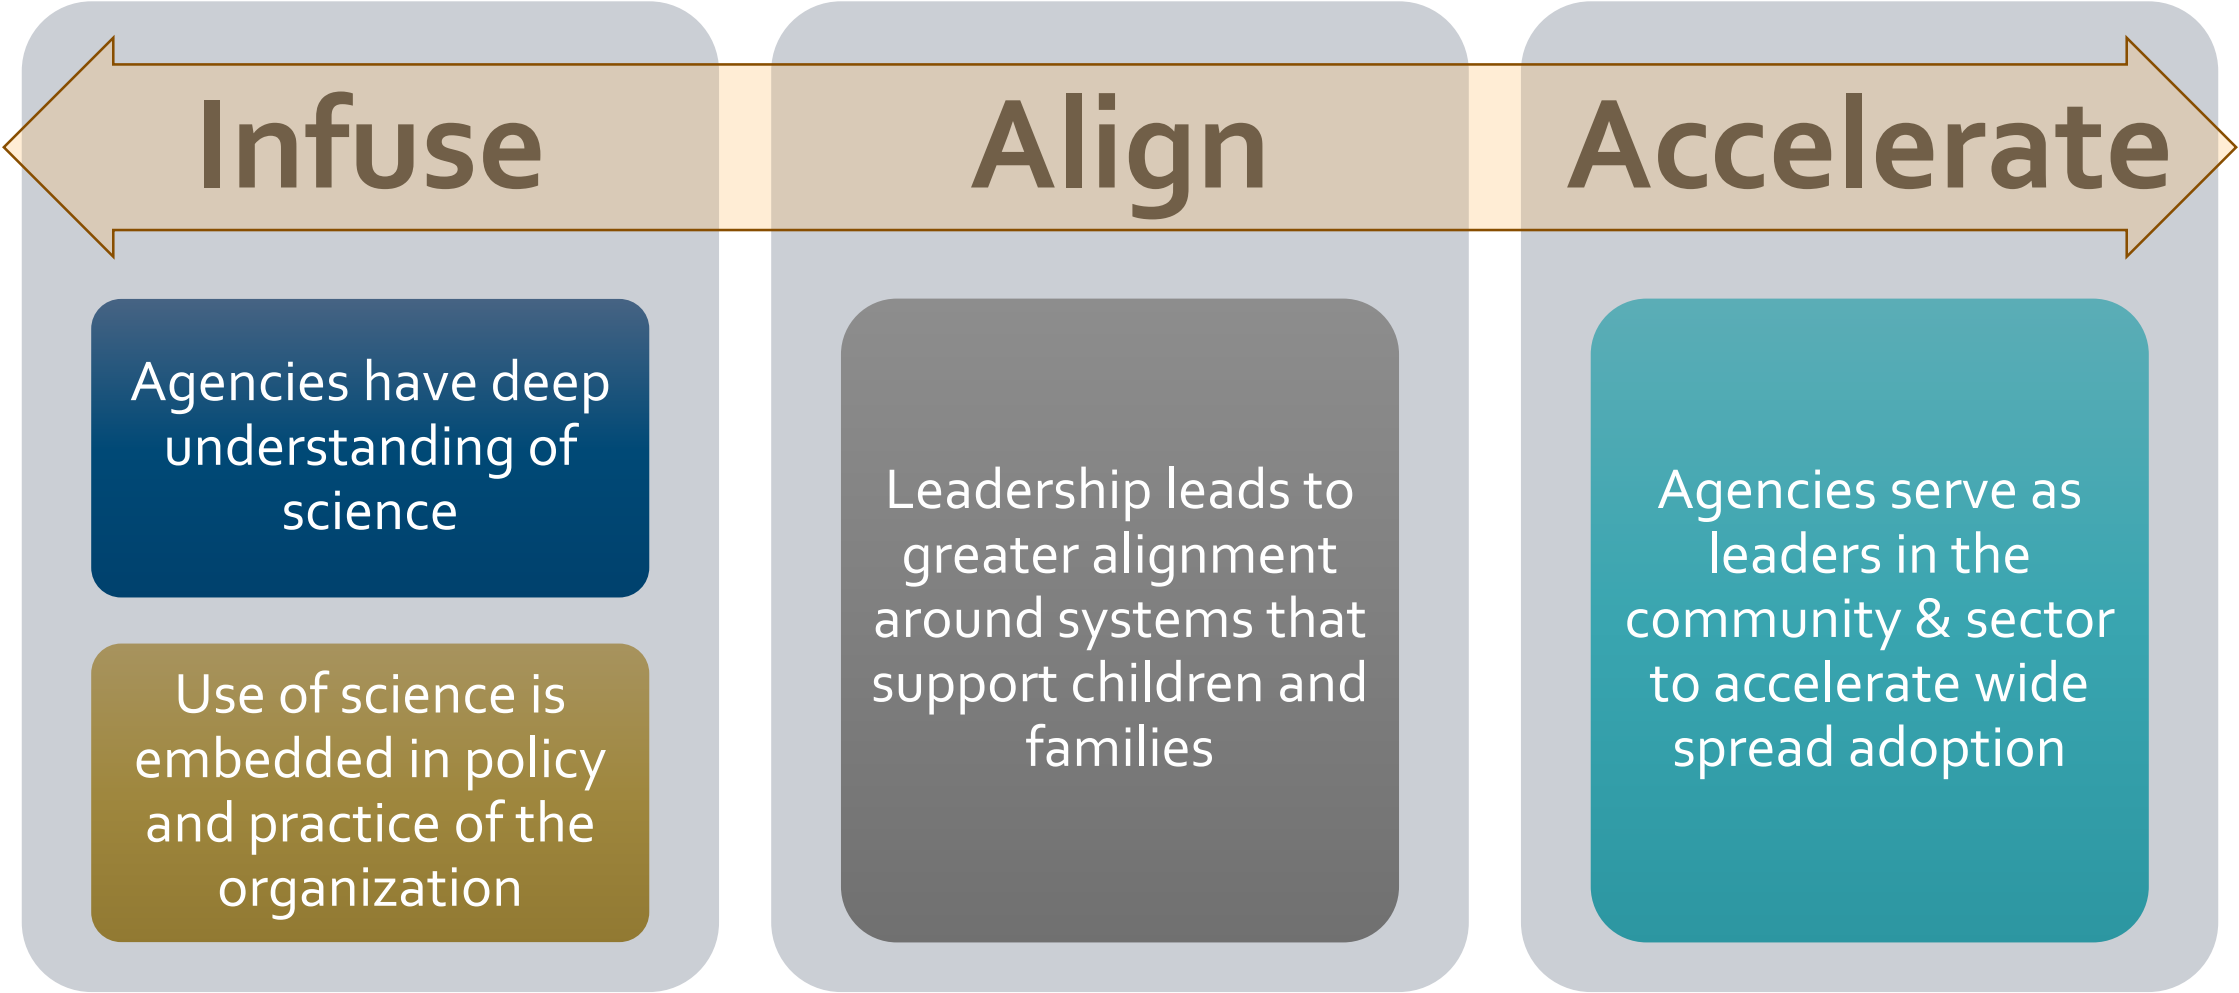 Infuse
Align
Accelerate
Agencies have deep
understanding of
science
Use of science is
embedded in policy
and practice of the
organization
Leadership leads to
greater alignment
around systems that
support children and
families
Agencies serve as
leaders in the
community & sector
to accelerate wide
spread adoption